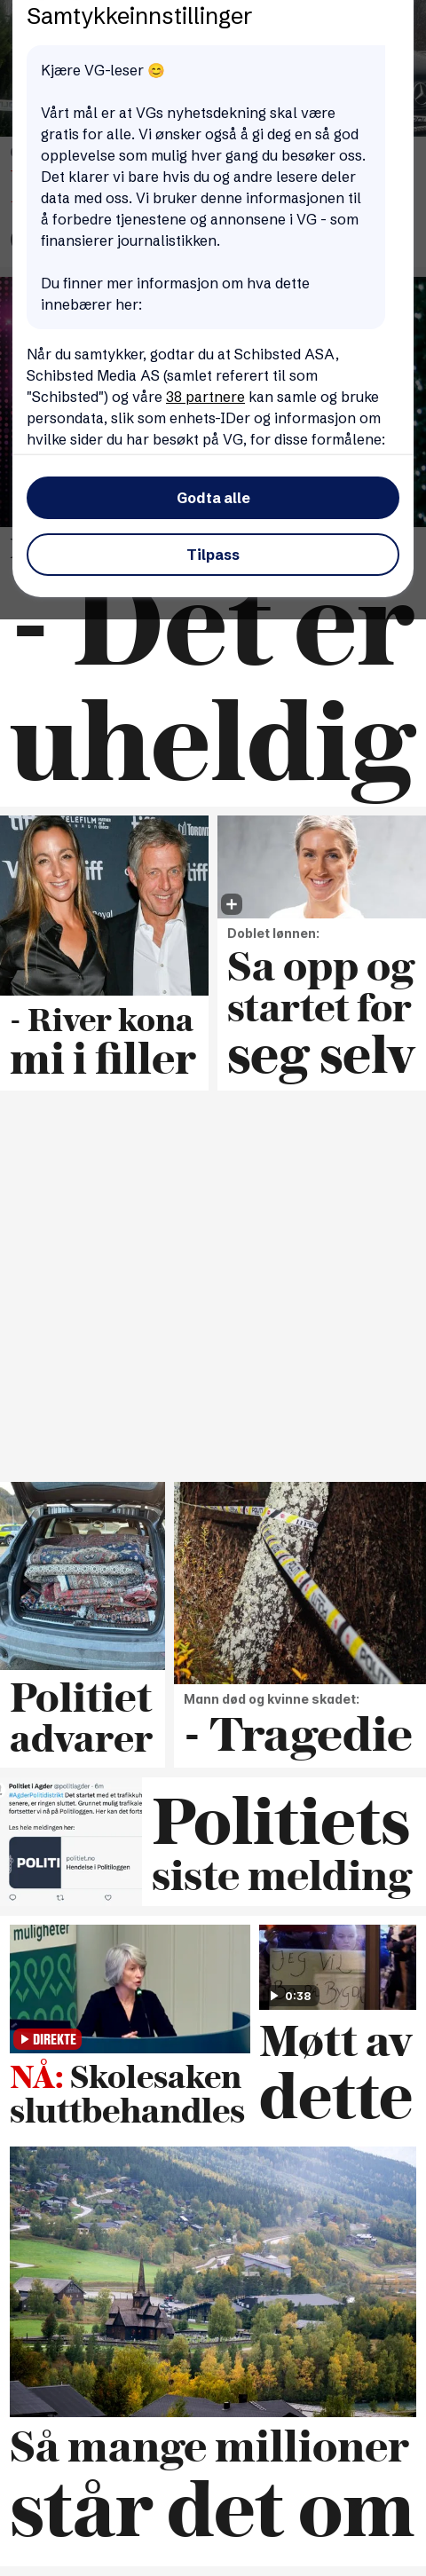 Samtykkeinnstillinger
Kjære VG-leser 😊
Vårt mål er at VGs nyhetsdekning skal være
gratis for alle. Vi ønsker også å gi deg en så god
opplevelse som mulig hver gang du besøker oss.
Det klarer vi bare hvis du og andre lesere deler
data med oss. Vi bruker denne informasjonen til
å forbedre tjenestene og annonsene i VG - som
finansierer journalistikken.
Du finner mer informasjon om hva dette
innebærer her:
Når du samtykker, godtar du at Schibsted ASA,
Schibsted Media AS (samlet referert til som
"Schibsted") og våre 38 partnere kan samle og bruke
persondata, slik som enhets-IDer og informasjon om
hvilke sider du har besøkt på VG, for disse formålene:
Godta alle
Tilpass
- Det er
uheldig
- River kona
mi i filler
Doblet lønnen:
Sa opp og
startet for
seg selv
Politiet
advarer
Mann død og kvinne skadet:
- Tragedie
Politiet i Agder @politiagder · 6m
#AgderPolitidistrikt Det startet med et trafikkuh
senere, er ringen sluttet. Grunnet mulig trafikale
fortsetter vi nå på Politiloggen. Her kan det forts
Les hele meldingen her:
POLITI
politiet.no
Hendelse i Politiloggen
Politiets
siste melding
muligheter
DIREKTE
NÅ: Skolesaken
sluttbehandles
JEG VIL
0:38
Møtt av
dette
Så mange millioner
står det om